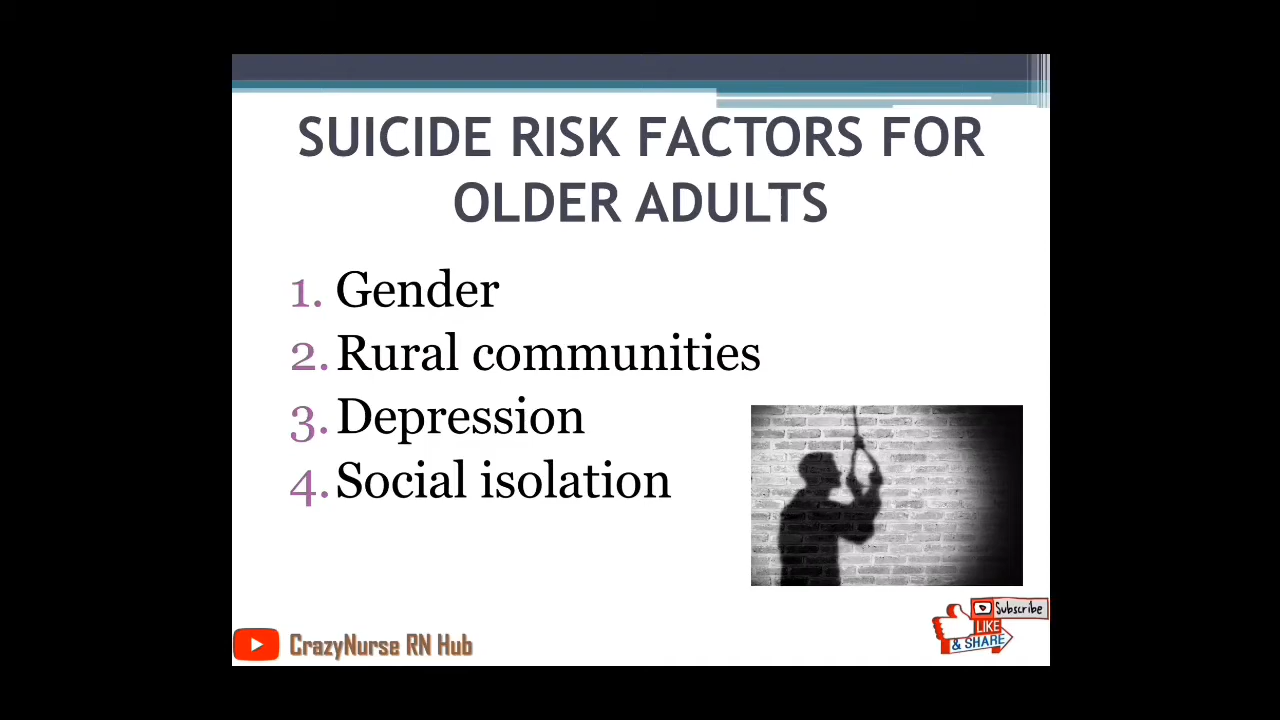 SUICIDE RISK FACTORS FOR
OLDER ADULTS
1. Gender
2. Rural communities
3. Depression
4. Social isolation
Subscribe
LIKE
& SHARE
CrazyNurse RN Hub